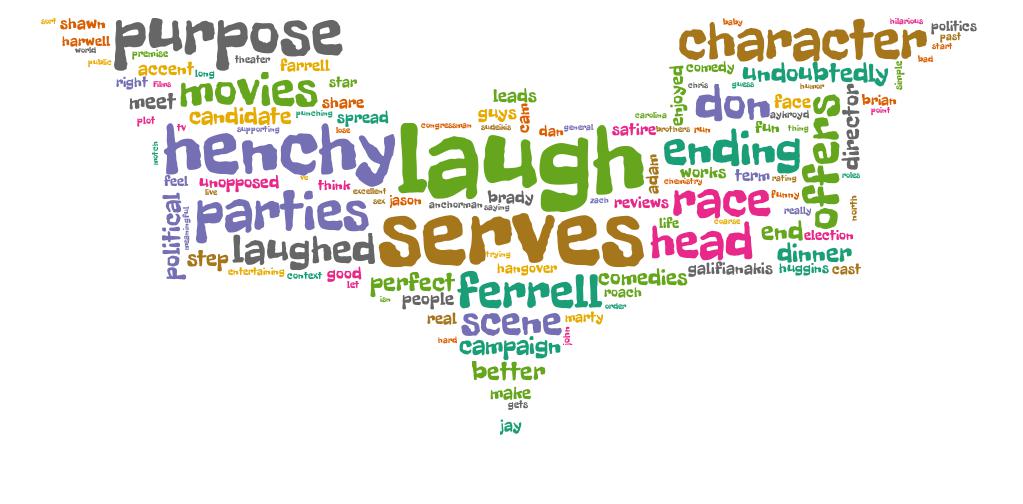 sort shawn purpose baby hilarious politics
harwell world character past
public premise theater start
accent long farrell enjoyed comedy undoubtedly simple bad
right films movies star chris guess humor
meet leads don face director brian
candidate punching share guys cam carolina aykroyd point
plot tv supporting spread congressman sudeikis dan general satire brothers run fun thing offers
lose
henchy laugh ending
match adam works term rating roles
feel unopposed think chemistry
live ve excellent race funny
political meaningful parties sex jason anchorman saying brady zach reviews really north
serves life coarse
step laughed head end election
trying dinner
entertaining context good hangover galifianakis huggins cast
let perfect ferrell comedies
isn people roach
order
real scene marty
hard campaign john
better
make
gets
jay